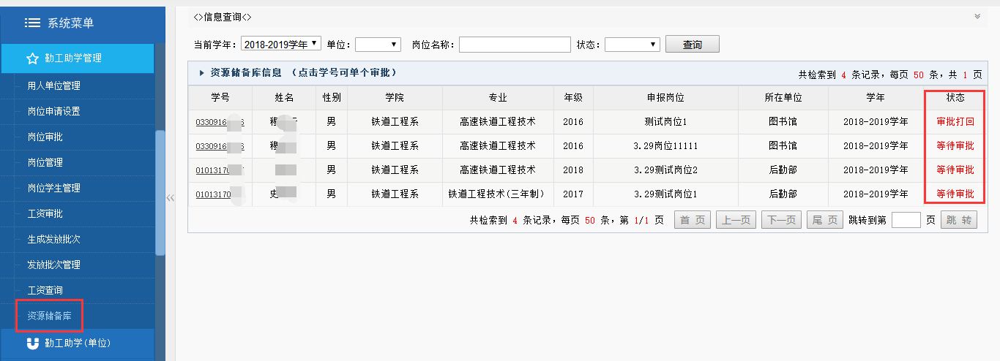 系统菜单
勤工助学管理
用人单位管理
岗位申请设置
岗位审批
岗位管理
岗位学生管理
工资审批
生成发放批次
发放批次管理
工资查询
资源储备库
勤工助学(单位)
<>信息查询<>
当前学年: 2018-2019学年 单位: 岗位名称: 状态: 查询
资源储备库信息 (点击学号可单个审批)
共检索到 4 条记录,每页 50 条,共 1 页
学号 姓名 性别 学院 专业 年级 申报岗位 所在单位 学年 状态
0330916 6 穆 男 铁道工程系 高速铁道工程技术 2016 测试岗位1 图书馆 2018-2019学年 审批打回
0330916 6 穆 男 铁道工程系 高速铁道工程技术 2016 3.29岗位11111 图书馆 2018-2019学年 等待审批
0101317 男 铁道工程系 高速铁道工程技术 2018 3.29测试岗位2 后勤部 2018-2019学年 等待审批
0101317 史 男 铁道工程系 铁道工程技术(三年制) 2017 3.29测试岗位1 后勤部 2018-2019学年 等待审批
共检索到 4 条记录,每页 50 条,第 1/1 页 首 页 上一页 下一页 尾 页 跳转到第 页 跳 转